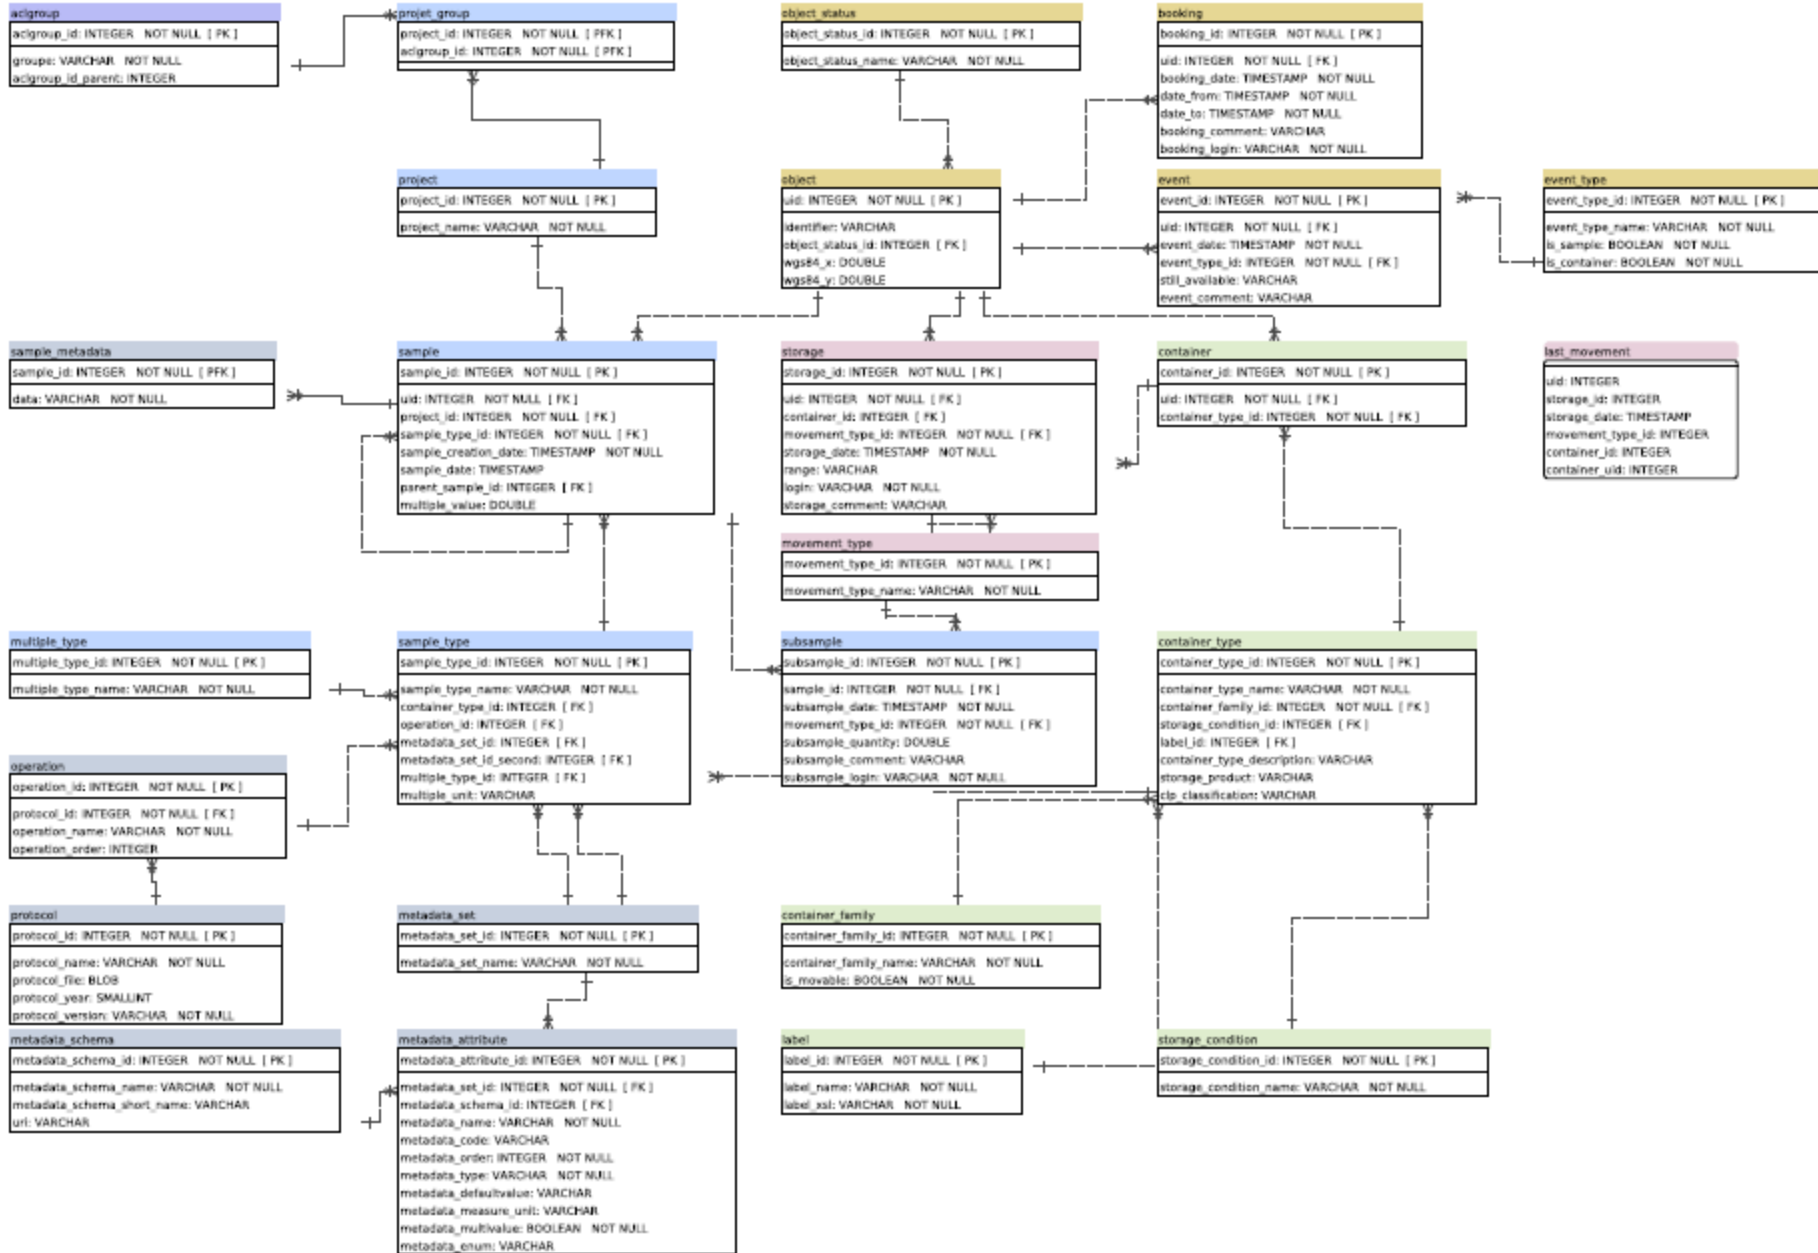 aclgroup
aclgroup_id: INTEGER NOT NULL [ PK ]
groupe: VARCHAR NOT NULL
aclgroup_id_parent: INTEGER
projet_group
project_id: INTEGER NOT NULL [ PFK ]
aclgroup_id: INTEGER NOT NULL [ PFK ]
object_status
object_status_id: INTEGER NOT NULL [ PK ]
object_status_name: VARCHAR NOT NULL
booking
booking_id: INTEGER NOT NULL [ PK ]
uid: INTEGER NOT NULL [ FK ]
booking_date: TIMESTAMP NOT NULL
date_from: TIMESTAMP NOT NULL
date_to: TIMESTAMP NOT NULL
booking_comment: VARCHAR
booking_login: VARCHAR NOT NULL
project
project_id: INTEGER NOT NULL [ PK ]
project_name: VARCHAR NOT NULL
object
uid: INTEGER NOT NULL [ PK ]
identifier: VARCHAR
object_status_id: INTEGER [ FK ]
wgs84_x: DOUBLE
wgs84_y: DOUBLE
event
event_id: INTEGER NOT NULL [ PK ]
uid: INTEGER NOT NULL [ FK ]
event_date: TIMESTAMP NOT NULL
event_type_id: INTEGER NOT NULL [ FK ]
still_available: VARCHAR
event_comment: VARCHAR
event_type
event_type_id: INTEGER NOT NULL [ PK ]
event_type_name: VARCHAR NOT NULL
is_sample: BOOLEAN NOT NULL
is_container: BOOLEAN NOT NULL
sample_metadata
sample_id: INTEGER NOT NULL [ PFK ]
data: VARCHAR NOT NULL
sample
sample_id: INTEGER NOT NULL [ PK ]
uid: INTEGER NOT NULL [ FK ]
project_id: INTEGER NOT NULL [ FK ]
sample_type_id: INTEGER NOT NULL [ FK ]
sample_creation_date: TIMESTAMP NOT NULL
sample_date: TIMESTAMP
parent_sample_id: INTEGER [ FK ]
multiple_value: DOUBLE
storage
storage_id: INTEGER NOT NULL [ PK ]
uid: INTEGER NOT NULL [ FK ]
container_id: INTEGER [ FK ]
movement_type_id: INTEGER NOT NULL [ FK ]
storage_date: TIMESTAMP NOT NULL
range: VARCHAR
login: VARCHAR NOT NULL
storage_comment: VARCHAR
container
container_id: INTEGER NOT NULL [ PK ]
uid: INTEGER NOT NULL [ FK ]
container_type_id: INTEGER NOT NULL [ FK ]
last_movement
uid: INTEGER
storage_id: INTEGER
storage_date: TIMESTAMP
movement_type_id: INTEGER
container_id: INTEGER
container_uid: INTEGER
movement_type
movement_type_id: INTEGER NOT NULL [ PK ]
movement_type_name: VARCHAR NOT NULL
multiple_type
multiple_type_id: INTEGER NOT NULL [ PK ]
multiple_type_name: VARCHAR NOT NULL
sample_type
sample_type_id: INTEGER NOT NULL [ PK ]
sample_type_name: VARCHAR NOT NULL
container_type_id: INTEGER [ FK ]
operation_id: INTEGER [ FK ]
metadata_set_id: INTEGER [ FK ]
metadata_set_id_second: INTEGER [ FK ]
multiple_type_id: INTEGER [ FK ]
multiple_unit: VARCHAR
subsample
subsample_id: INTEGER NOT NULL [ PK ]
sample_id: INTEGER NOT NULL [ FK ]
subsample_date: TIMESTAMP NOT NULL
movement_type_id: INTEGER NOT NULL [ FK ]
subsample_quantity: DOUBLE
subsample_comment: VARCHAR
subsample_login: VARCHAR NOT NULL
container_type
container_type_id: INTEGER NOT NULL [ PK ]
container_type_name: VARCHAR NOT NULL
container_family_id: INTEGER NOT NULL [ FK ]
storage_condition_id: INTEGER [ FK ]
label_id: INTEGER [ FK ]
container_type_description: VARCHAR
storage_product: VARCHAR
clp_classification: VARCHAR
operation
operation_id: INTEGER NOT NULL [ PK ]
protocol_id: INTEGER NOT NULL [ FK ]
operation_name: VARCHAR NOT NULL
operation_order: INTEGER
protocol
protocol_id: INTEGER NOT NULL [ PK ]
protocol_name: VARCHAR NOT NULL
protocol_file: BLOB
protocol_year: SMALLINT
protocol_version: VARCHAR NOT NULL
metadata_set
metadata_set_id: INTEGER NOT NULL [ PK ]
metadata_set_name: VARCHAR NOT NULL
container_family
container_family_id: INTEGER NOT NULL [ PK ]
container_family_name: VARCHAR NOT NULL
is_movable: BOOLEAN NOT NULL
metadata_schema
metadata_schema_id: INTEGER NOT NULL [ PK ]
metadata_schema_name: VARCHAR NOT NULL
metadata_schema_short_name: VARCHAR
url: VARCHAR
metadata_attribute
metadata_attribute_id: INTEGER NOT NULL [ PK ]
metadata_set_id: INTEGER NOT NULL [ FK ]
metadata_schema_id: INTEGER [ FK ]
metadata_name: VARCHAR NOT NULL
metadata_code: VARCHAR
metadata_order: INTEGER NOT NULL
metadata_type: VARCHAR NOT NULL
metadata_defaultvalue: VARCHAR
metadata_measure_unit: VARCHAR
metadata_multivalue: BOOLEAN NOT NULL
metadata_enum: VARCHAR
label
label_id: INTEGER NOT NULL [ PK ]
label_name: VARCHAR NOT NULL
label_xsl: VARCHAR NOT NULL
storage_condition
storage_condition_id: INTEGER NOT NULL [ PK ]
storage_condition_name: VARCHAR NOT NULL